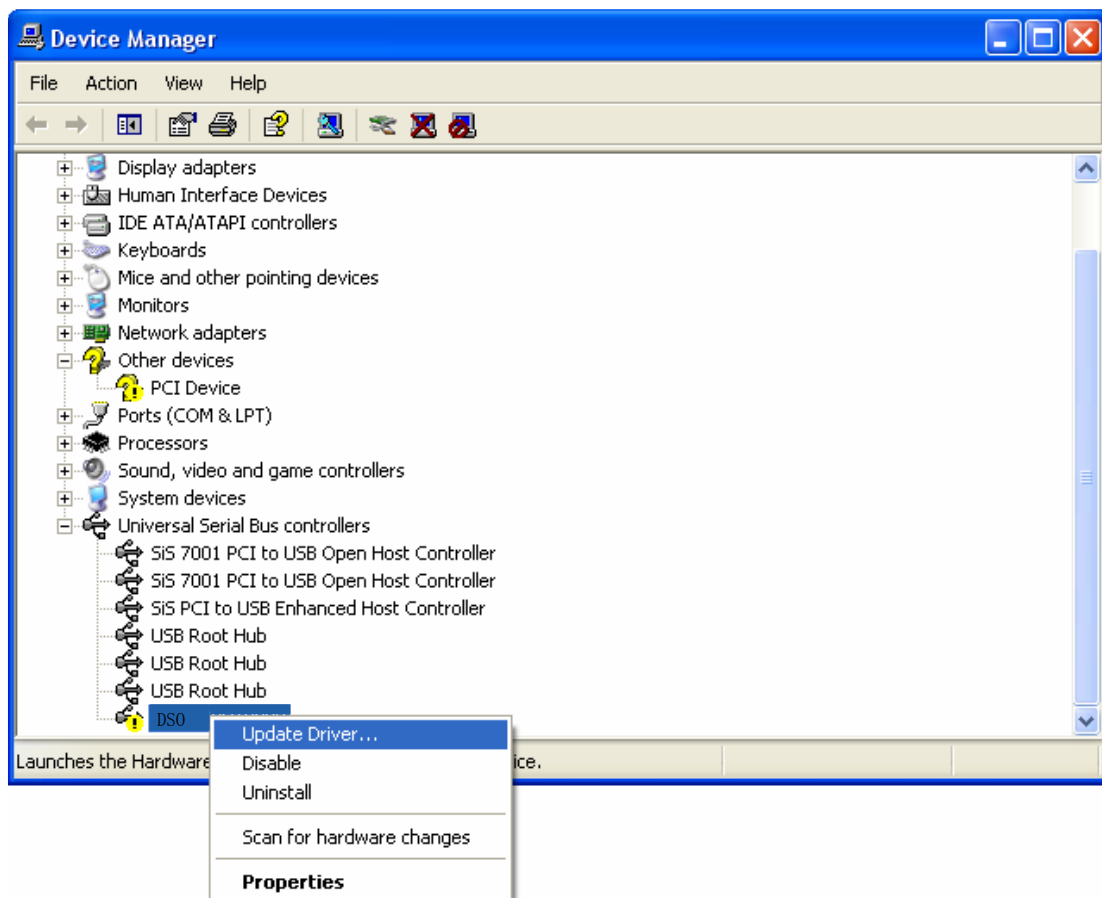 Device Manager
File Action View Help
Display adapters
Human Interface Devices
IDE ATA/ATAPI controllers
Keyboards
Mice and other pointing devices
Monitors
Network adapters
Other devices
PCI Device
Ports (COM & LPT)
Processors
Sound, video and game controllers
System devices
Universal Serial Bus controllers
SiS 7001 PCI to USB Open Host Controller
SiS 7001 PCI to USB Open Host Controller
SiS PCI to USB Enhanced Host Controller
USB Root Hub
USB Root Hub
USB Root Hub
DSO
Update Driver...
Launches the Hardware ice.
Disable
Uninstall
Scan for hardware changes
Properties